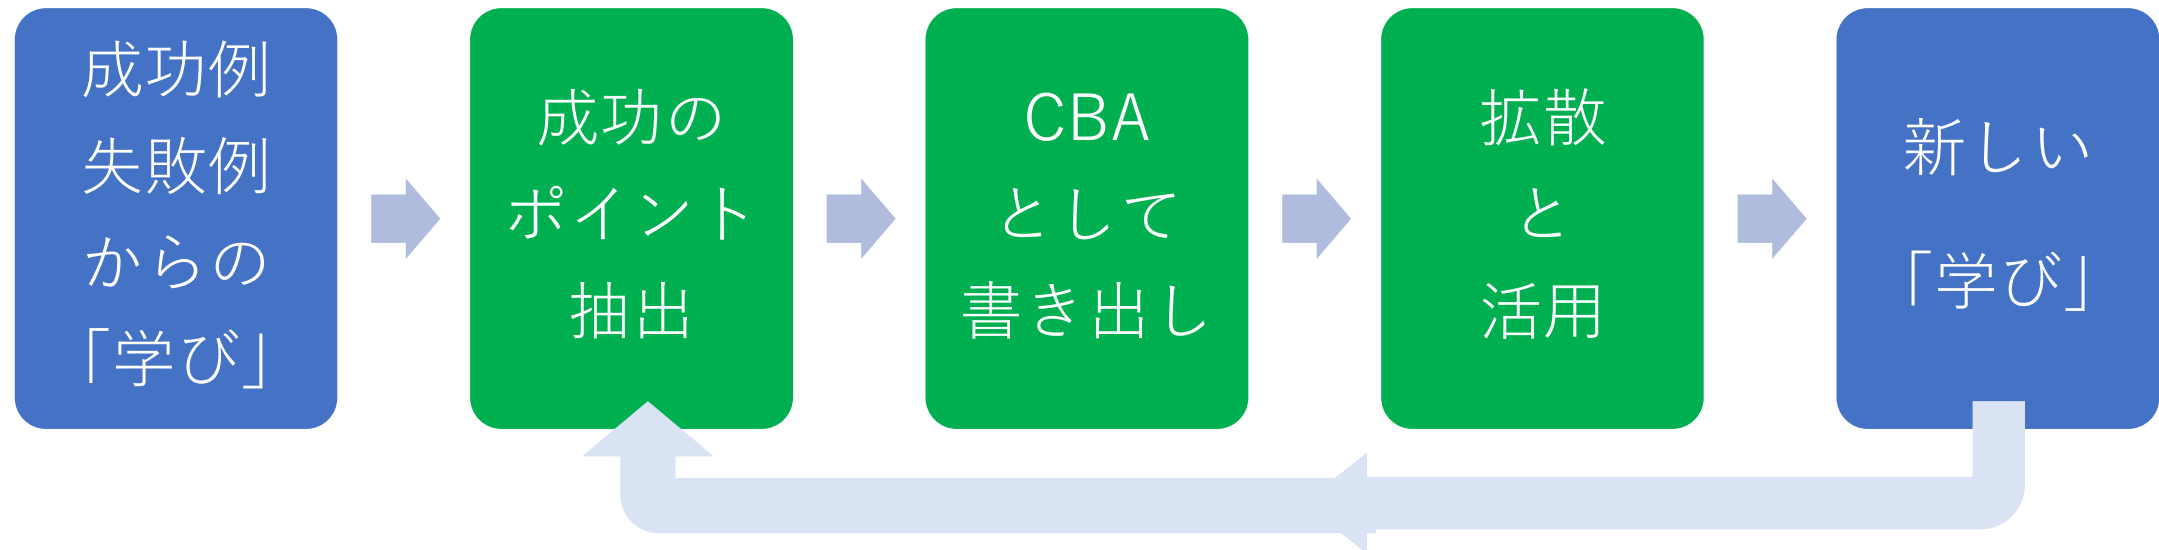 成功例
失敗例
からの
「学び」
成功の
ポイント
抽出
CBA
として
書き出し
拡散
と
活用
新しい
「学び」